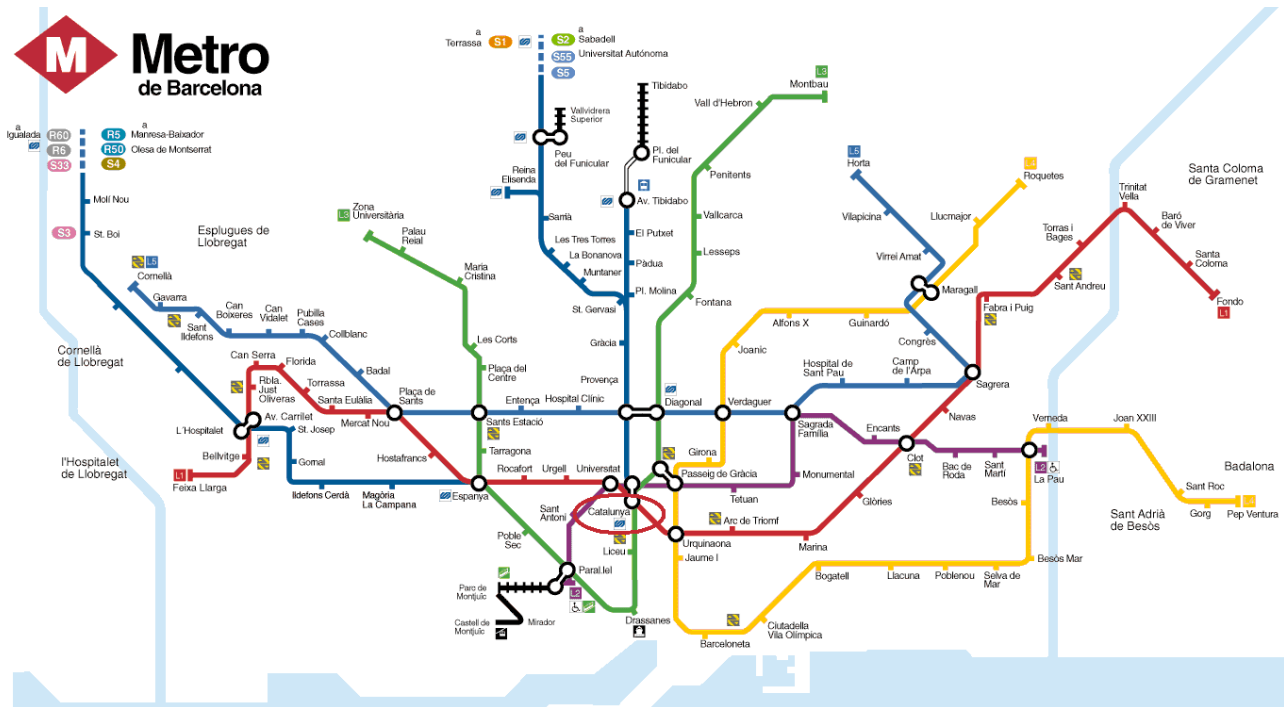 M
Metro
de Barcelona
a
Terrassa
S1
S2
a
Sabadell
S55
Universitat Autónoma
S5
a
Igualada
R60
R6
S33
R5
a
Manresa-Baixador
R50
Olesa de Montserrat
S4
Molí Nou
S3
St. Boi
Esplugues de
Llobregat
L5
Cornellà
Gavarra
Sant
Ildefons
Can
Boixeres
Can
Vidalet
Pubilla
Cases
Collblanc
Badal
Cornellà
de Llobregat
Can Serra
Florida
Rbla.
Just
Oliveras
Torrassa
Santa Eulàlia
Mercat Nou
Plaça de
Sants
Av. Carrilet
L´Hospitalet
St. Josep
Bellvitge
Gornal
l'Hospitalet
de Llobregat
L1
Feixa Llarga
Ildefons Cerdà
Magòria
La Campana
Hostafrancs
Espanya
L3
Zona
Universitària
Palau
Reial
Maria
Cristina
Les Corts
Plaça del
Centre
Sants Estació
Tarragona
Entença
Hospital Clínic
Rocafort
Urgell
Universitat
Vallvidrera
Superior
Peu
del Funicular
Reina
Elisenda
Sarrià
Les Tres Torres
La Bonanova
Muntaner
St. Gervasi
Tibidabo
Pl. del
Funicular
Av. Tibidabo
El Putxet
Pàdua
Pl. Molina
Gràcia
Provença
L3
Montbau
Vall d'Hebron
Penitents
Vallcarca
Lesseps
Fontana
Diagonal
L5
Horta
Vilapicina
Virrei Amat
L4
Roquetes
Llucmajor
Maragall
Alfons X
Guinardó
Joanic
Congrès
Hospital de
Sant Pau
Camp
de l'Arpa
Sagrera
Verdaguer
Sagrada
Família
Girona
Passeig de Gràcia
Tetuan
Monumental
Encants
Clot
Bac de
Roda
Sant
Martí
L2
La Pau
Navas
Glòries
Santa Coloma
de Gramenet
Trinitat
Vella
Torras i
Bages
Baró
de Viver
Sant Andreu
Santa
Coloma
Fabra i Puig
Fondo
L1
Verneda
Joan XXIII
Badalona
Sant Roc
Gorg
Pep Ventura
Sant Adrià
de Besòs
Besòs
Besòs Mar
Sant
Antoni
Catalunya
Liceu
Poble
Sec
Paral.lel
L2
Parc de
Montjuïc
Castell de
Montjuïc
Mirador
Drassanes
Urquinaona
Arc de Triomf
Marina
Jaume I
Bogatell
Llacuna
Poblenou
Selva de
Mar
Barceloneta
Ciutadella
Vila Olímpica